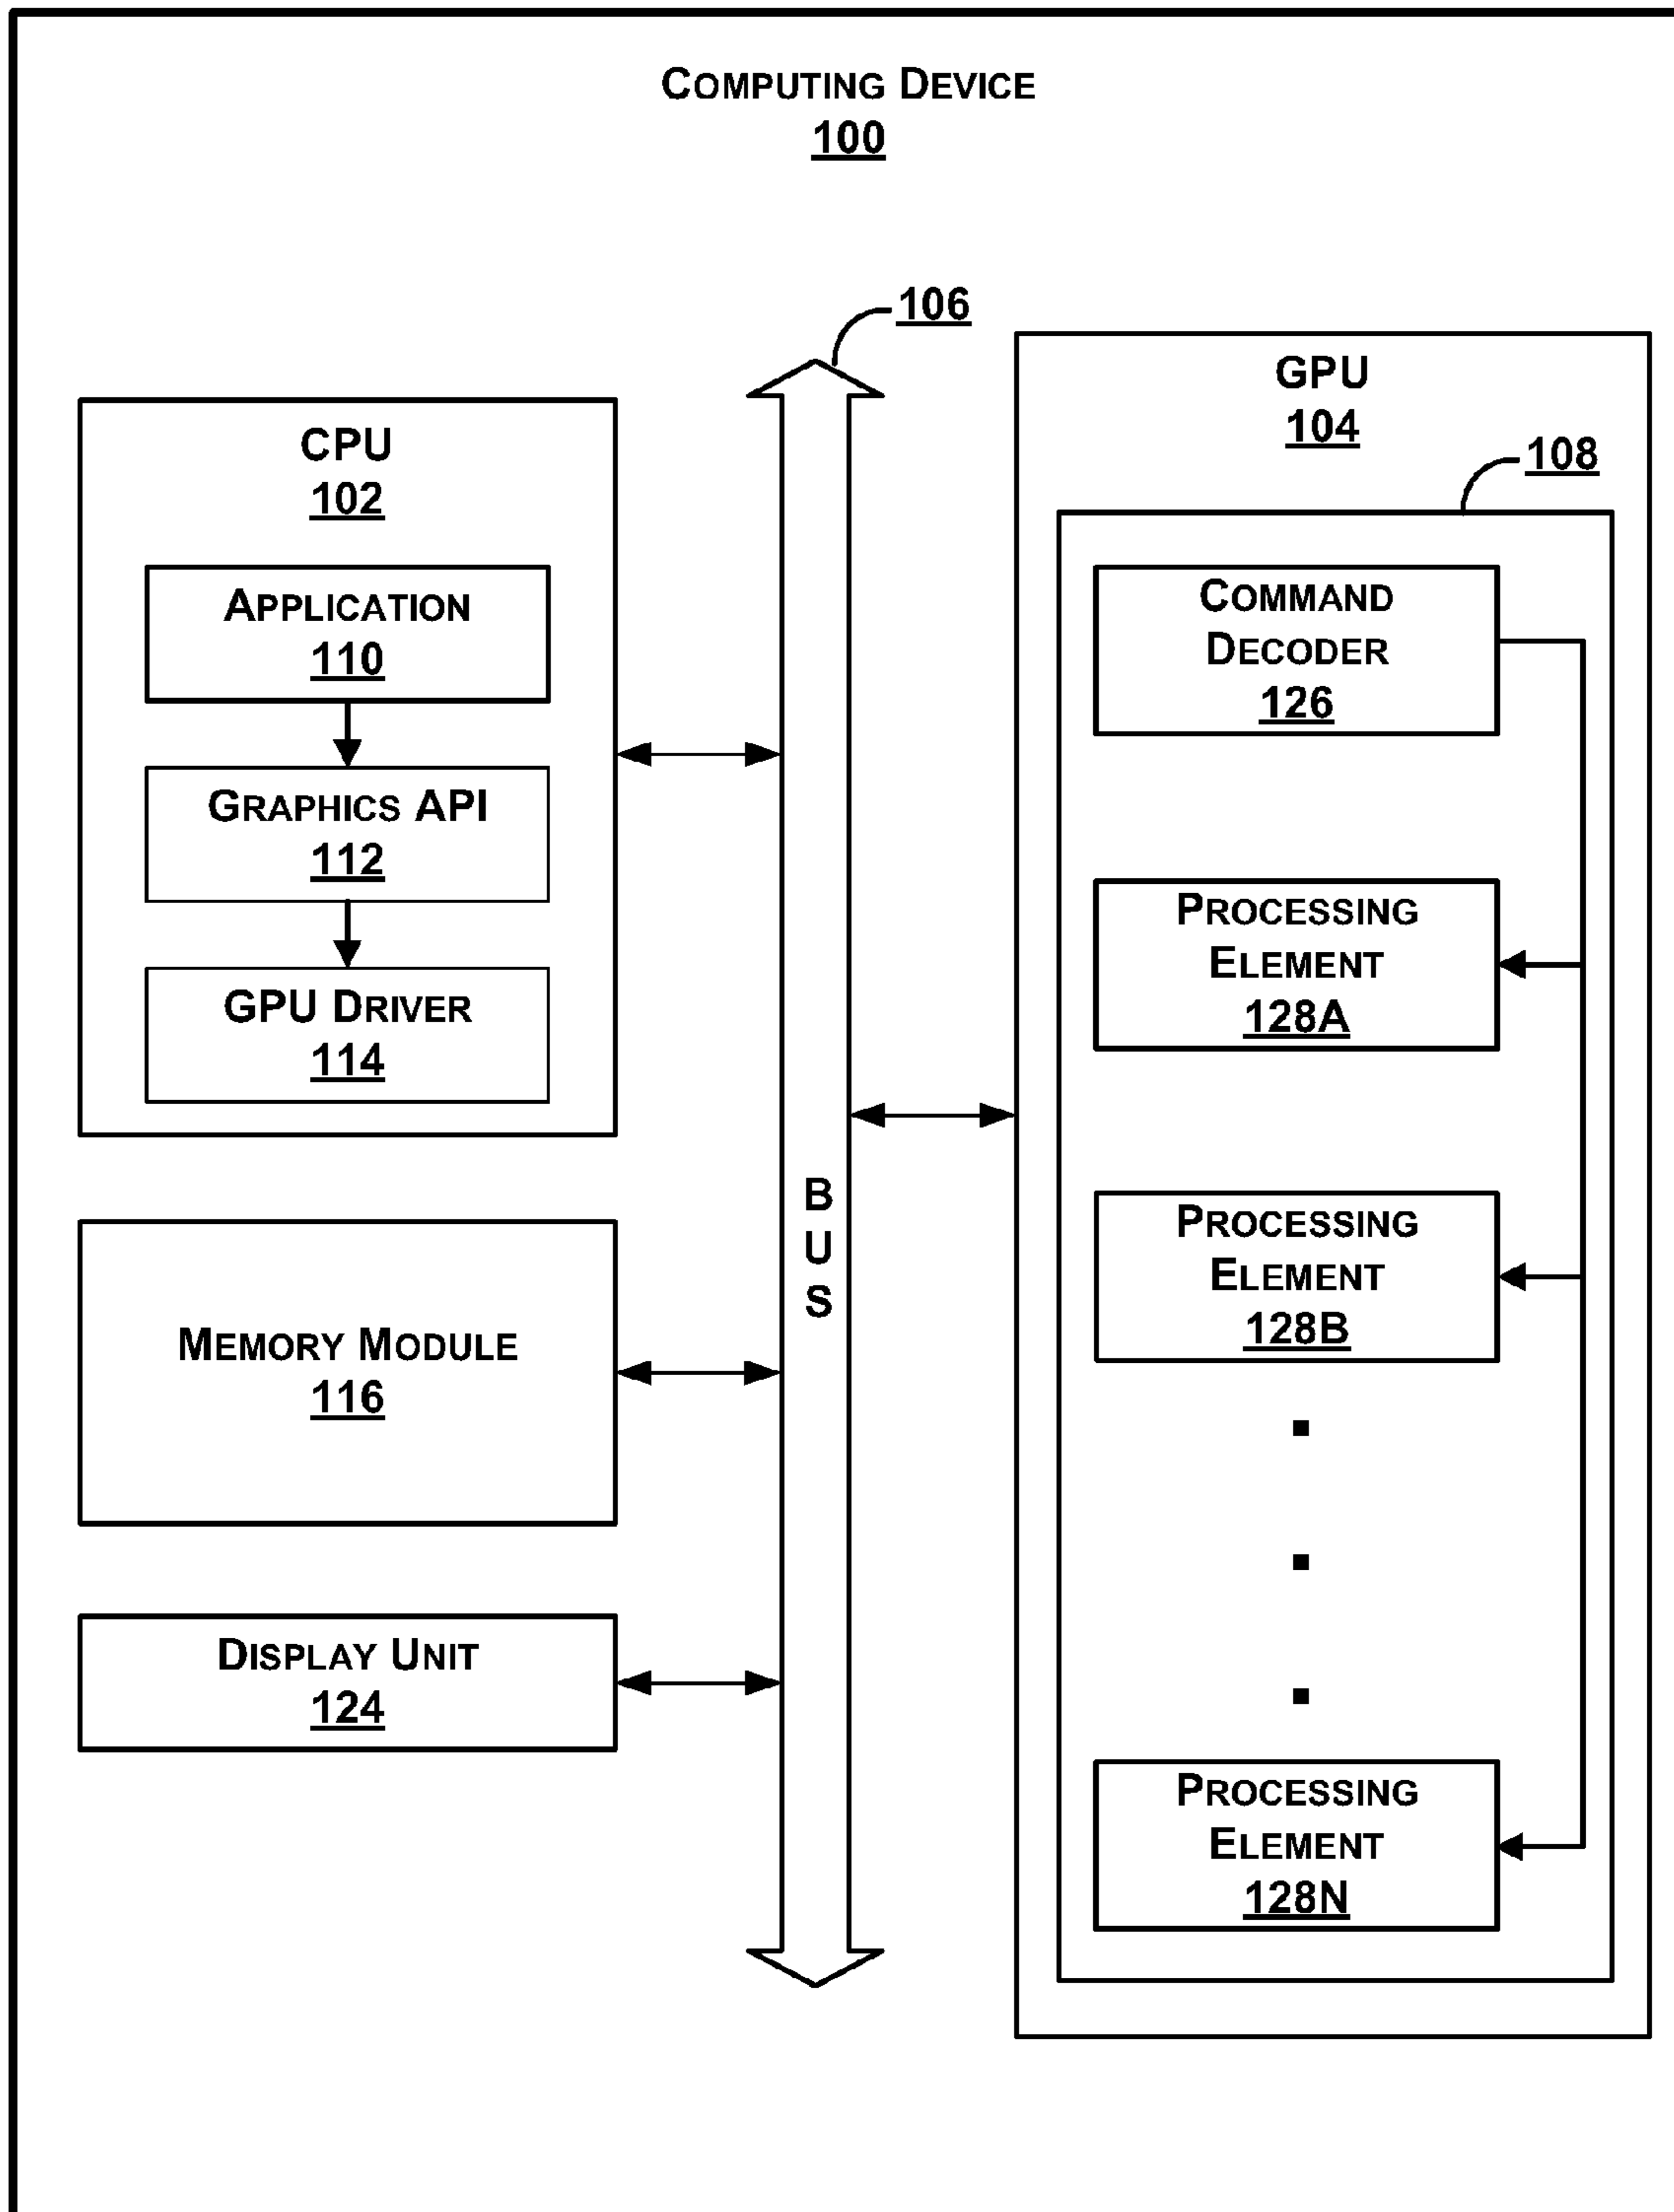 COMPUTING DEVICE
100
106
CPU
102
APPLICATION
110
GRAPHICS API
112
GPU DRIVER
114
MEMORY MODULE
116
DISPLAY UNIT
124
B
U
S
GPU
104
108
COMMAND
DECODER
126
PROCESSING
ELEMENT
128A
PROCESSING
ELEMENT
128B
PROCESSING
ELEMENT
128N